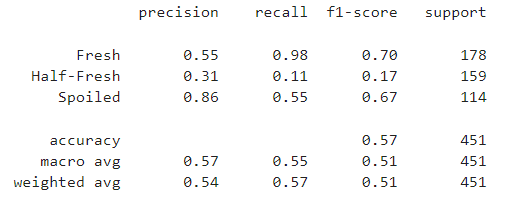 precision recall f1-score support
Fresh 0.55 0.98 0.70 178
Half-Fresh 0.31 0.11 0.17 159
Spoiled 0.86 0.55 0.67 114
accuracy 0.57 451
macro avg 0.57 0.55 0.51 451
weighted avg 0.54 0.57 0.51 451